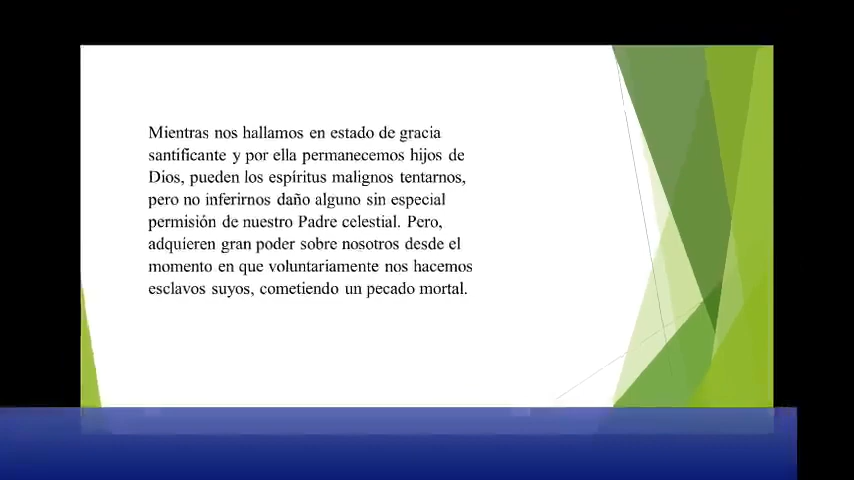 Mientras nos hallamos en estado de gracia
santificante y por ella permanecemos hijos de
Dios, pueden los espíritus malignos tentarnos,
pero no inferirnos daño alguno sin especial
permisión de nuestro Padre celestial. Pero,
adquieren gran poder sobre nosotros desde el
momento en que voluntariamente nos hacemos
esclavos suyos, cometiendo un pecado mortal.